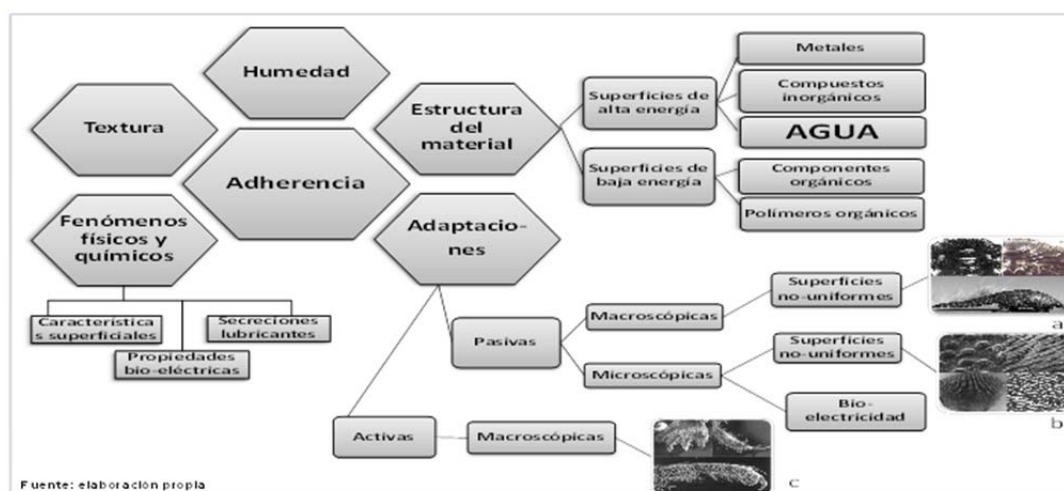 Humedad
Textura
Adherencia
Estructura
del
material
Fenómenos
físicos y
químicos
Adaptacio-
nes
Característica
s superficiales
Secreciones
lubricantes
Propiedades
bio-eléctricas
Superficies de
alta energía
Superficies de
baja energía
Metales
Compuestos
inorgánicos
AGUA
Componentes
orgánicos
Polímeros orgánicos
Pasivas
Macroscópicas
Superficies
no-uniformes
a
Microscópicas
Superficies
no-uniformes
Bio-
electricidad
b
Activas
Macroscópicas
c
Fuente: elaboración propia